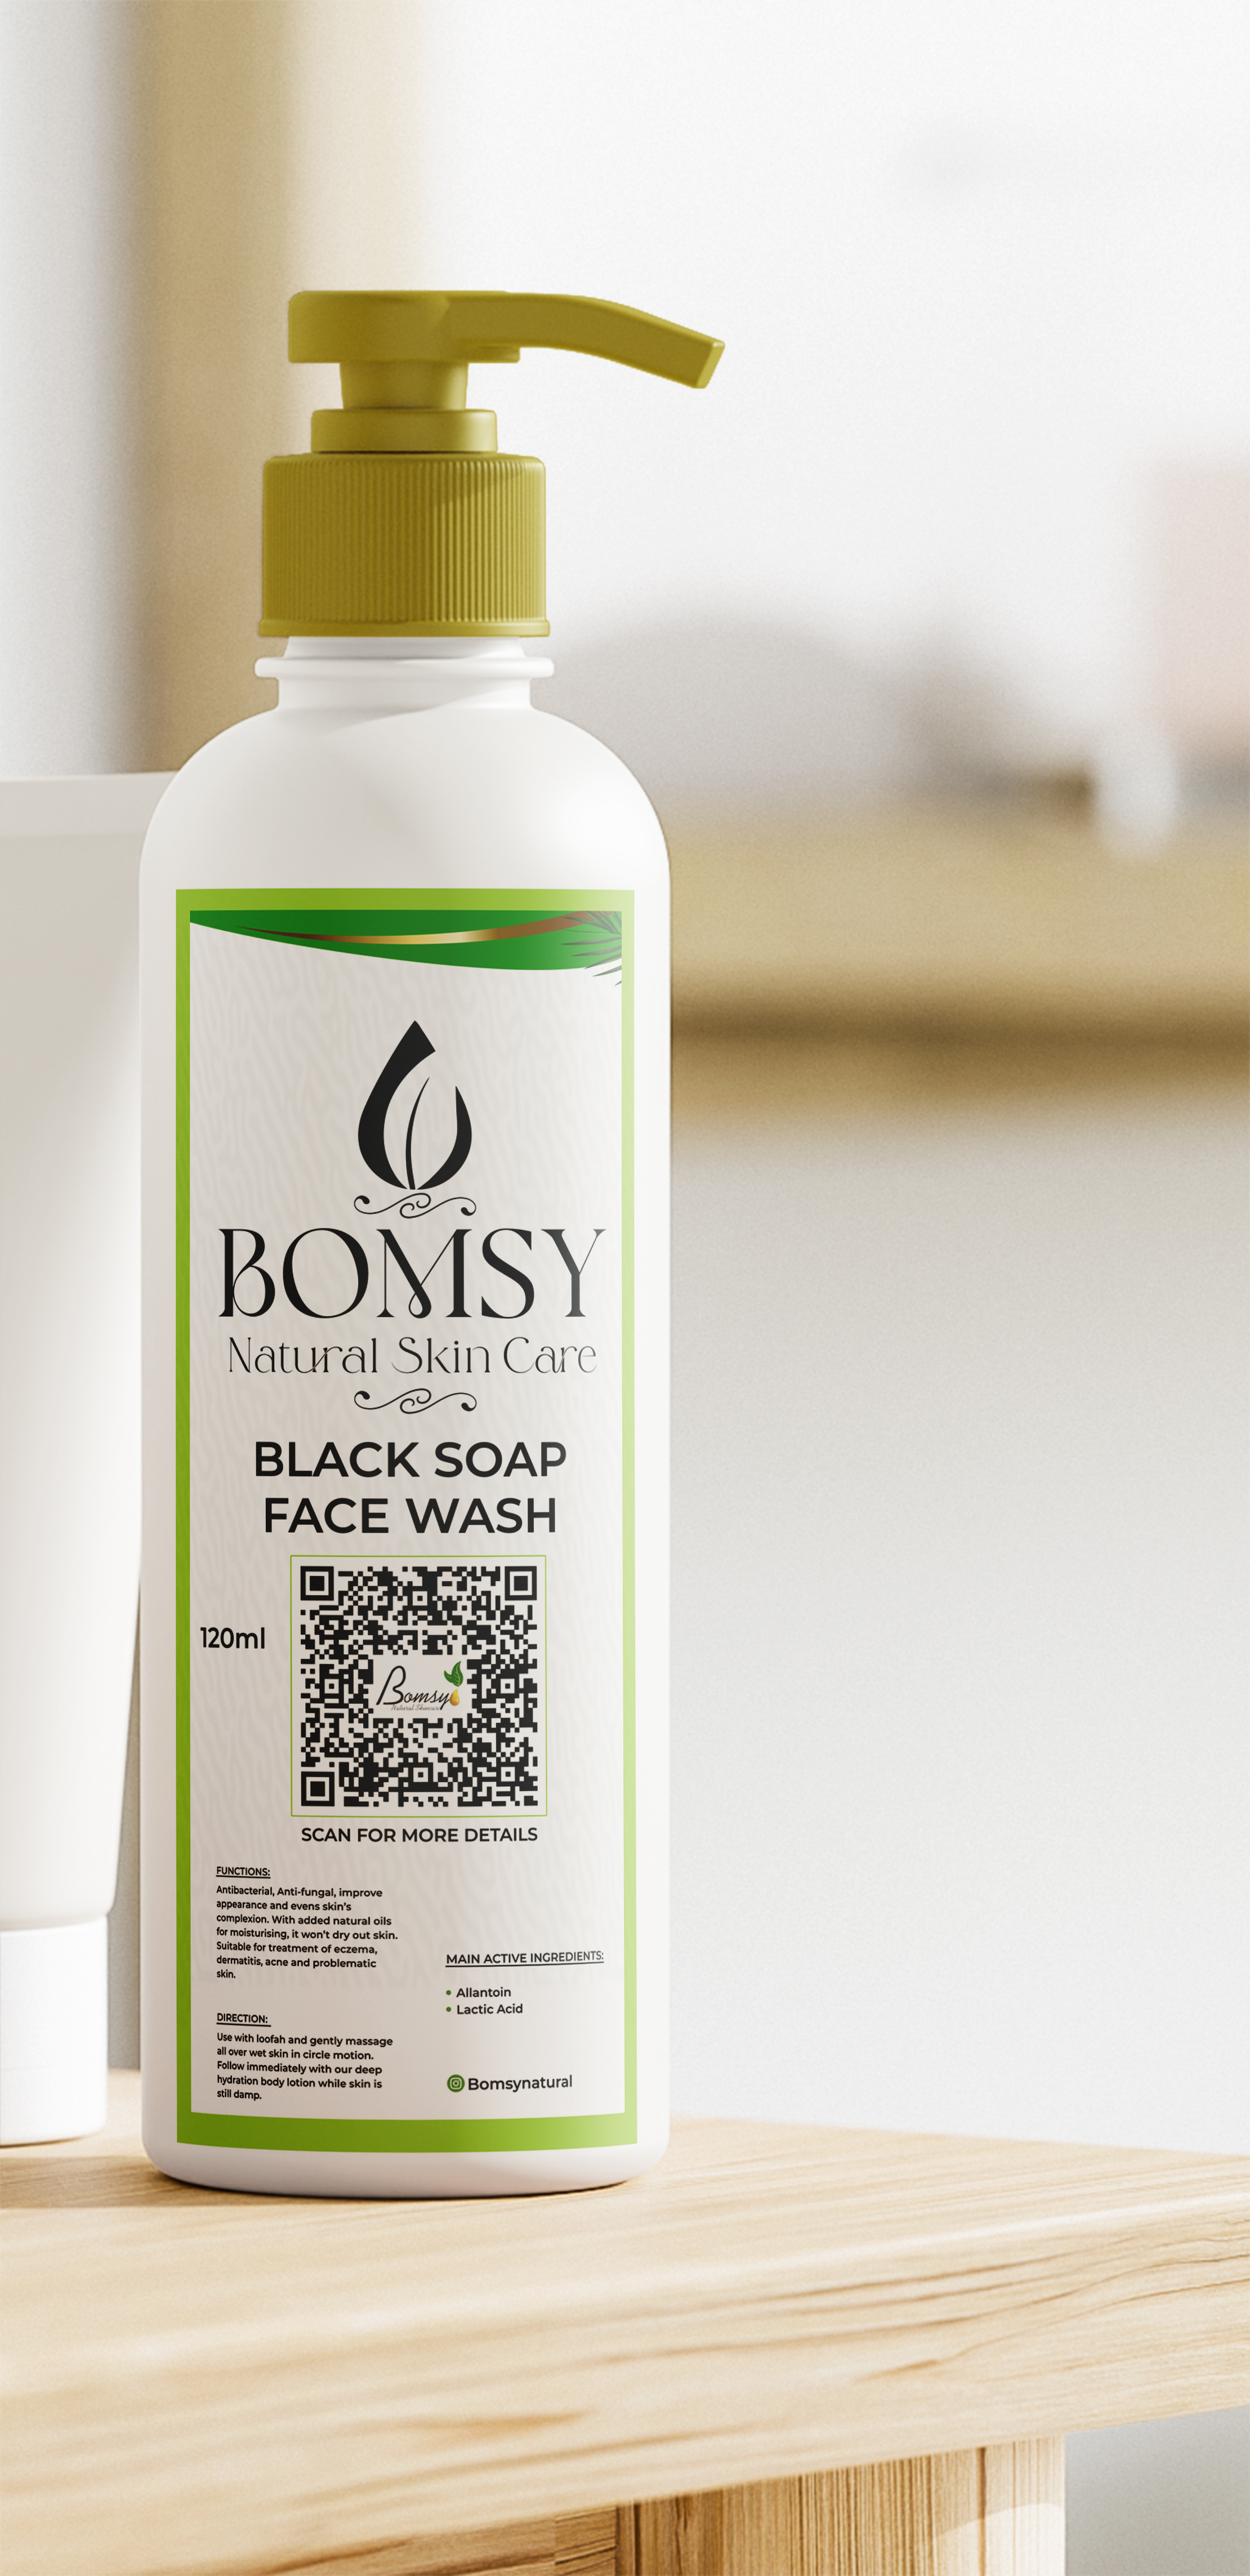 BOMSY
Natural Skin Care
BLACK SOAP
FACE WASH
120ml
Bomsy
Natural Skincare
SCAN FOR MORE DETAILS
FUNCTIONS:
Antibacterial, Anti-fungal, improve
appearance and evens skin's
complexion. With added natural oils
for moisturising, it won't dry out skin.
Suitable for treatment of eczema,
dermatitis, acne and problematic
skin.
DIRECTION:
Use with loofah and gently massage
all over wet skin in circle motion.
Follow immediately with our deep
hydration body lotion while skin is
still damp.
MAIN ACTIVE INGREDIENTS:
• Allantoin
• Lactic Acid
Bomsynatural